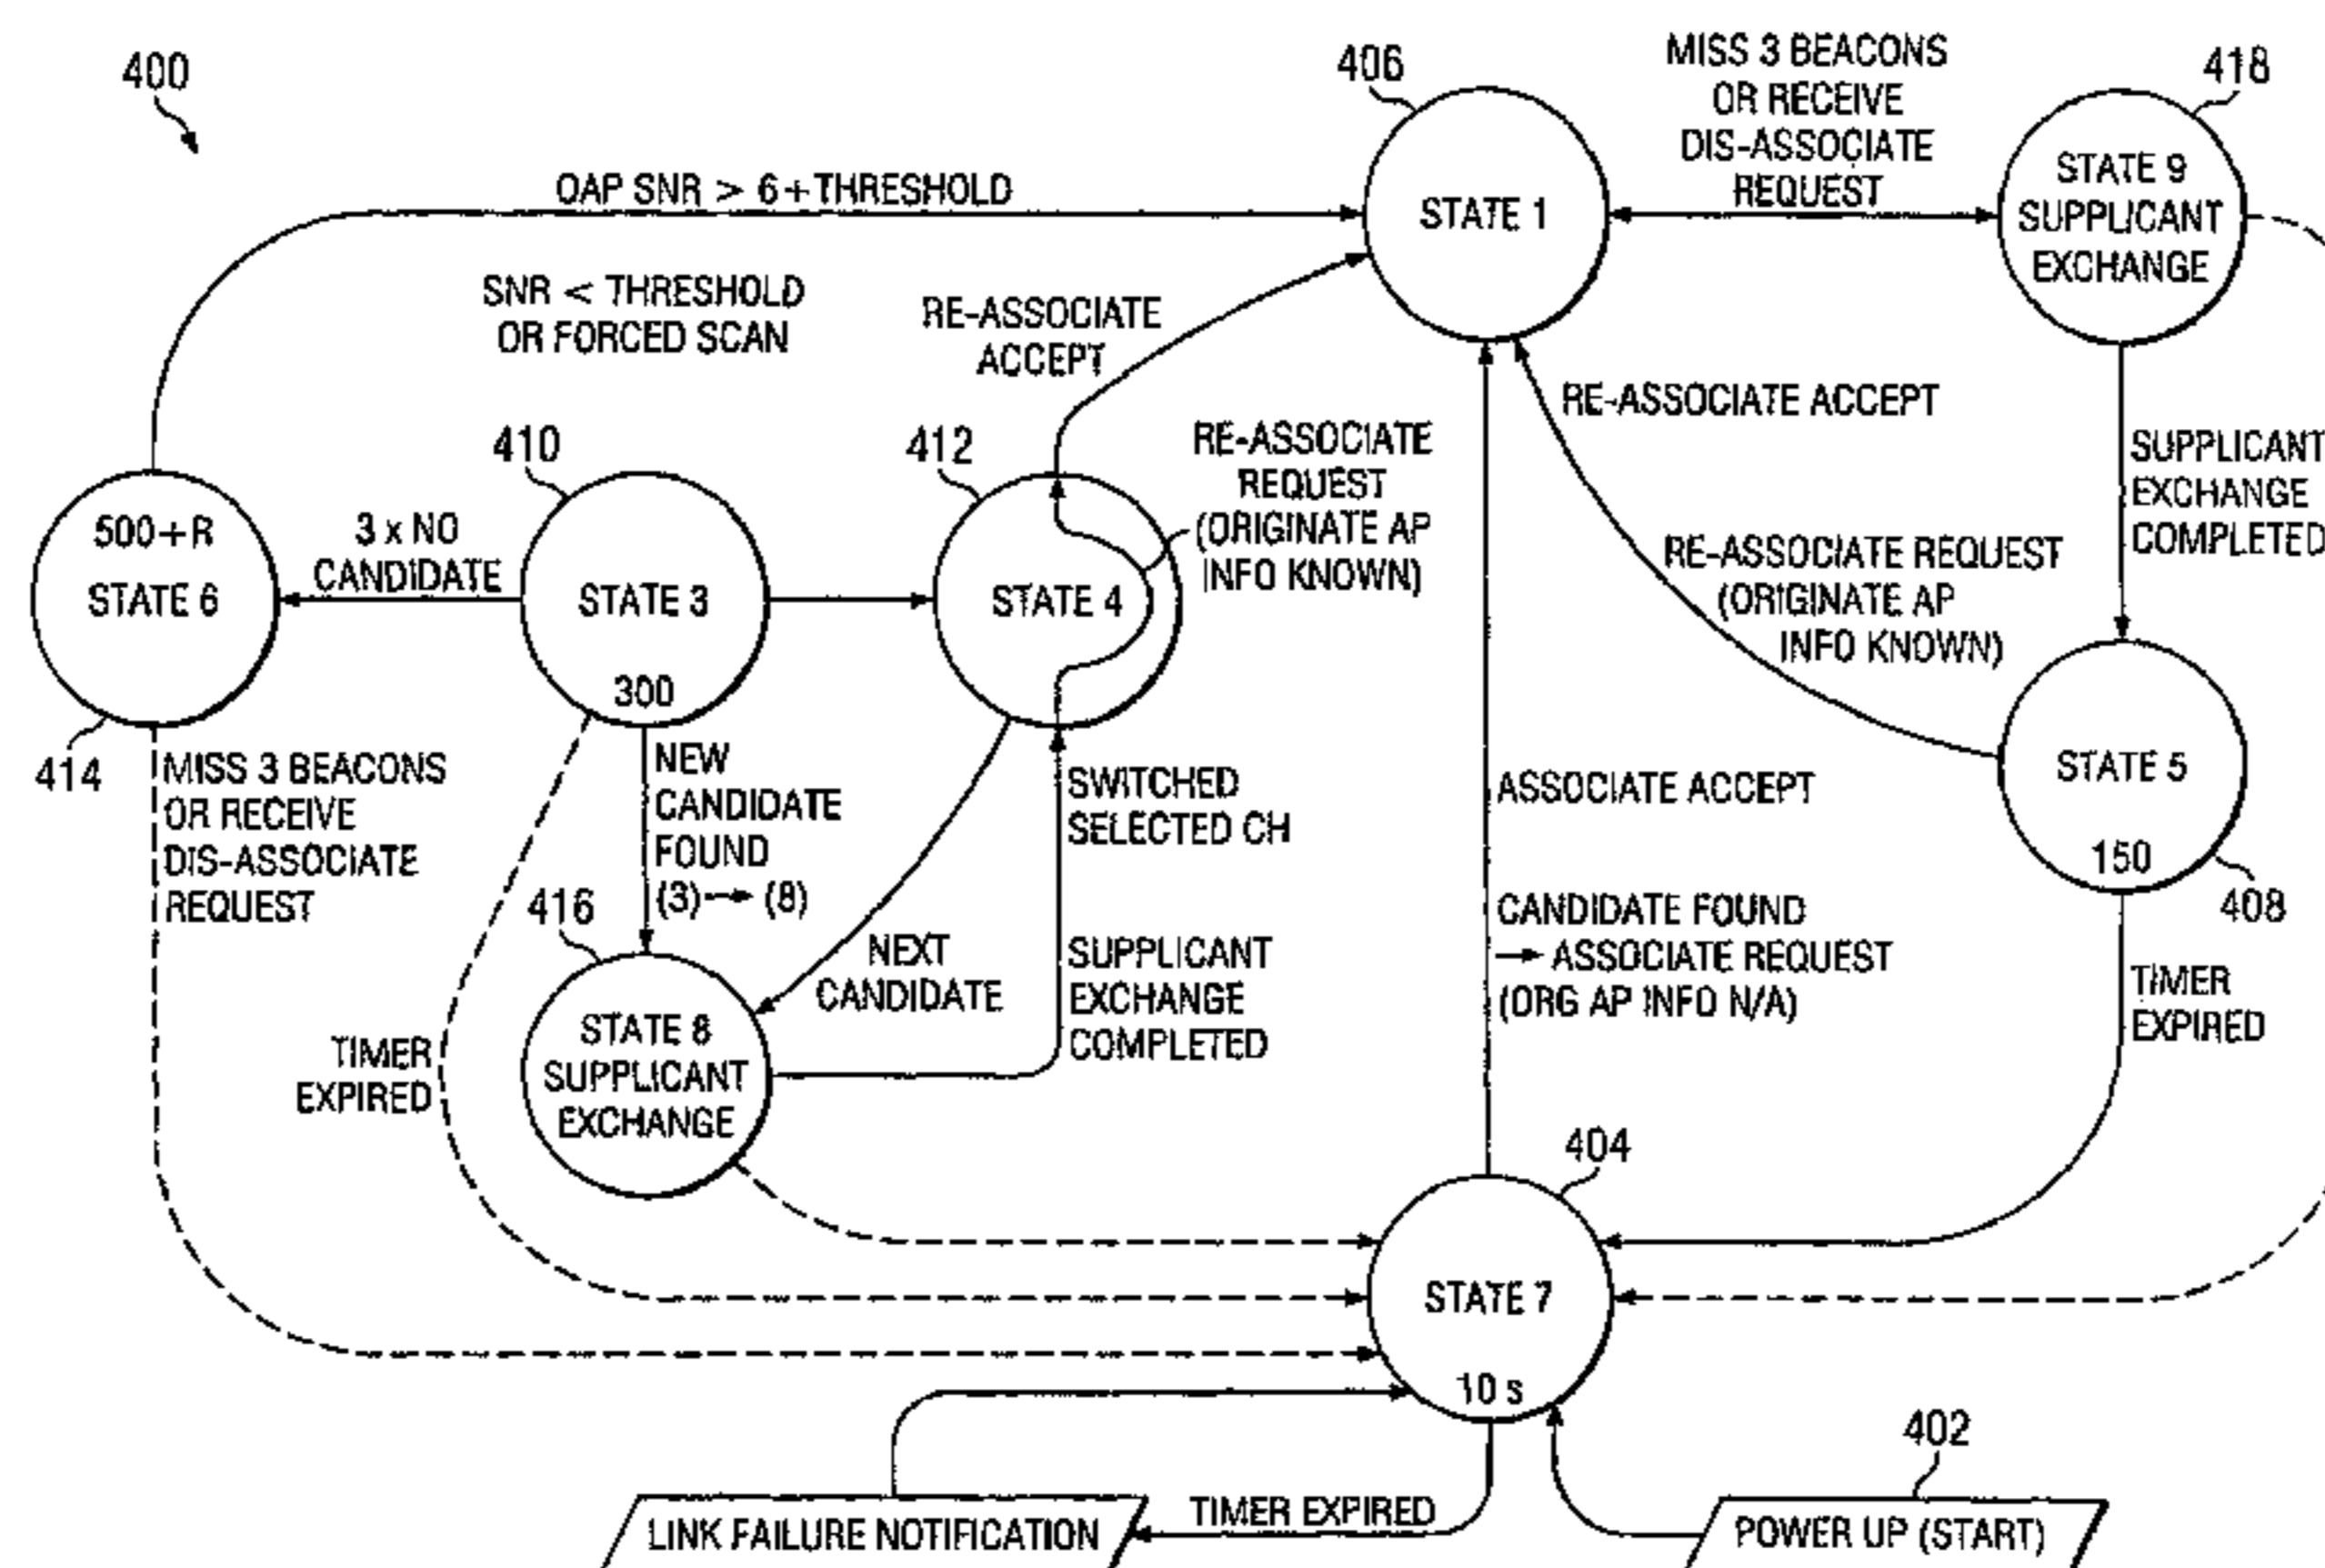 400
406
MISS 3 BEACONS
OR RECEIVE
DIS-ASSOCIATE
REQUEST
418
OAP SNR > 6+THRESHOLD
STATE 1
STATE 9
SUPPLICANT
EXCHANGE
SNR < THRESHOLD
OR FORCED SCAN
RE-ASSOCIATE
ACCEPT
RE-ASSOCIATE ACCEPT
410
412
RE-ASSOCIATE
REQUEST
(ORIGINATE AP
INFO KNOWN)
SUPPLICANT
EXCHANGE
COMPLETED
500+R
STATE 6
3 x NO
CANDIDATE
STATE 3
300
STATE 4
RE-ASSOCIATE REQUEST
(ORIGINATE AP
INFO KNOWN)
414
MISS 3 BEACONS
OR RECEIVE
DIS-ASSOCIATE
REQUEST
NEW
CANDIDATE
FOUND
(3)→(8)
SWITCHED
SELECTED CH
ASSOCIATE ACCEPT
STATE 5
150
408
416
NEXT
CANDIDATE
SUPPLICANT
EXCHANGE
COMPLETED
CANDIDATE FOUND
→ ASSOCIATE REQUEST
(ORG AP INFO N/A)
TIMER
EXPIRED
TIMER
EXPIRED
STATE 8
SUPPLICANT
EXCHANGE
404
STATE 7
10 s
402
LINK FAILURE NOTIFICATION
TIMER EXPIRED
POWER UP (START)